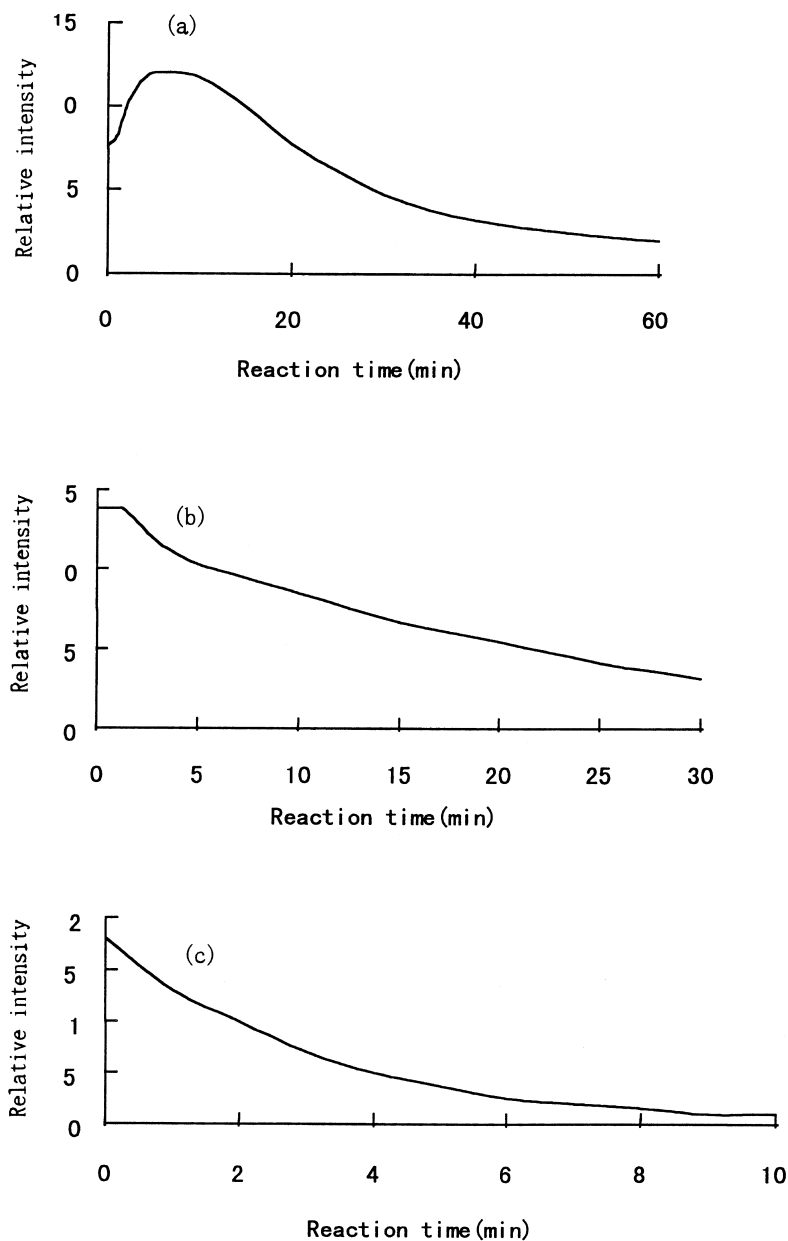 15
(a)
0
5
0
Relative intensity
0 20 40 60
Reaction time(min)
5
(b)
0
5
0
Relative intensity
0 5 10 15 20 25 30
Reaction time(min)
2
(c)
5
1
5
0
Relative intensity
0 2 4 6 8 10
Reaction time(min)